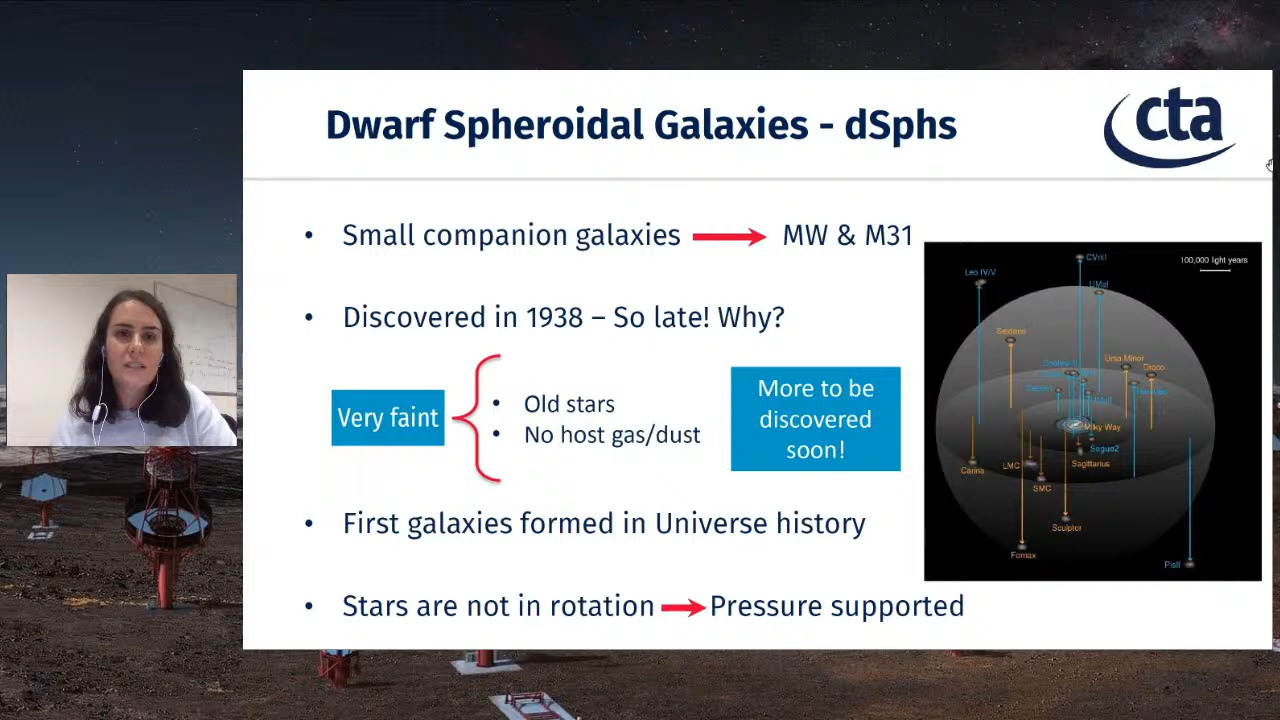 Dwarf Spheroidal Galaxies - dSphs
cta
• Small companion galaxies MW & M31
• Discovered in 1938 – So late! Why?
Very faint
• Old stars
• No host gas/dust
More to be
discovered
soon!
• First galaxies formed in Universe history
• Stars are not in rotation Pressure supported
CVnII
100,000 light years
Leo IV/V
UMaI
Sextans
Ursa Minor
Draco
Milky Way
Segue2
Carina
LMC
Sagittarius
SMC
Sculptor
Fornax
PisII